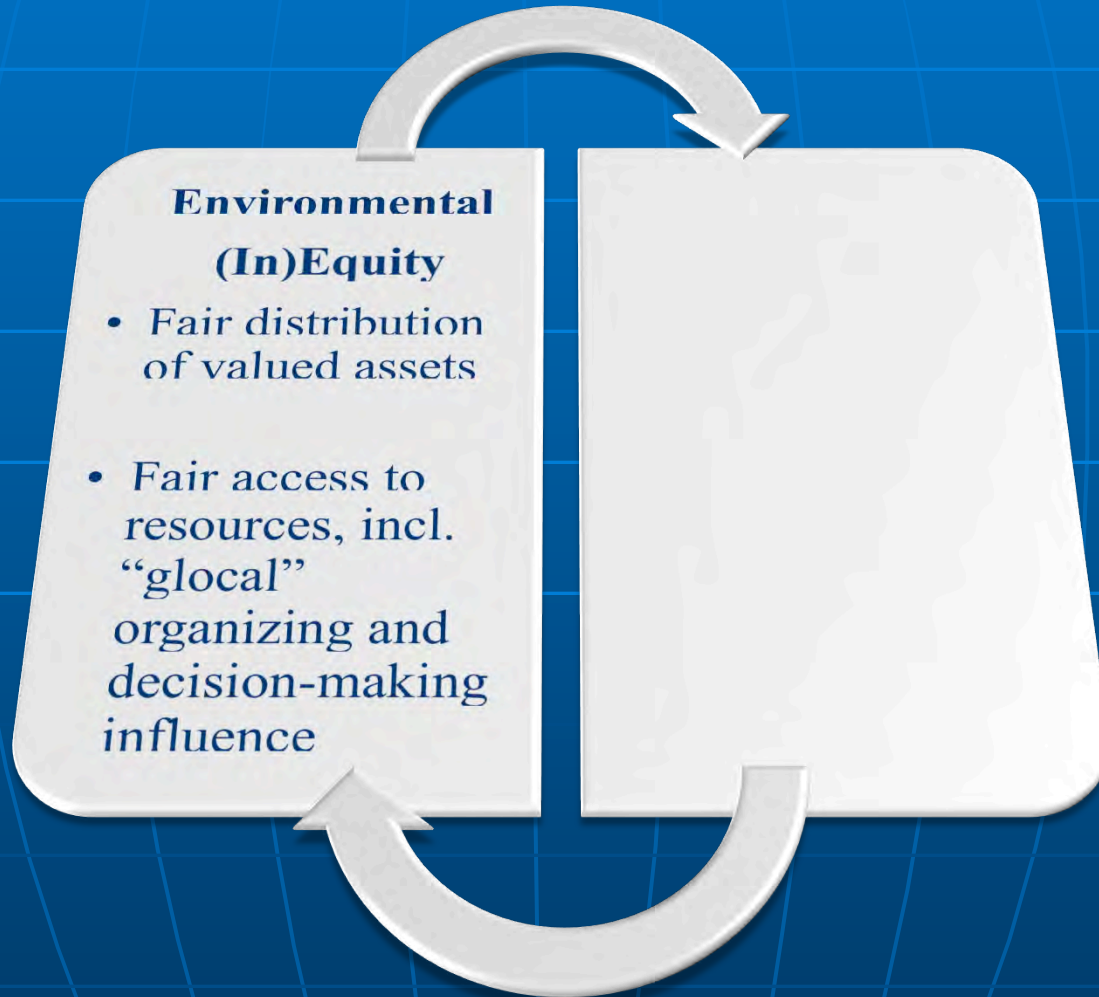 Environmental
(In)Equity
• Fair distribution
of valued assets
• Fair access to
resources, incl.
“glocal”
organizing and
decision-making
influence